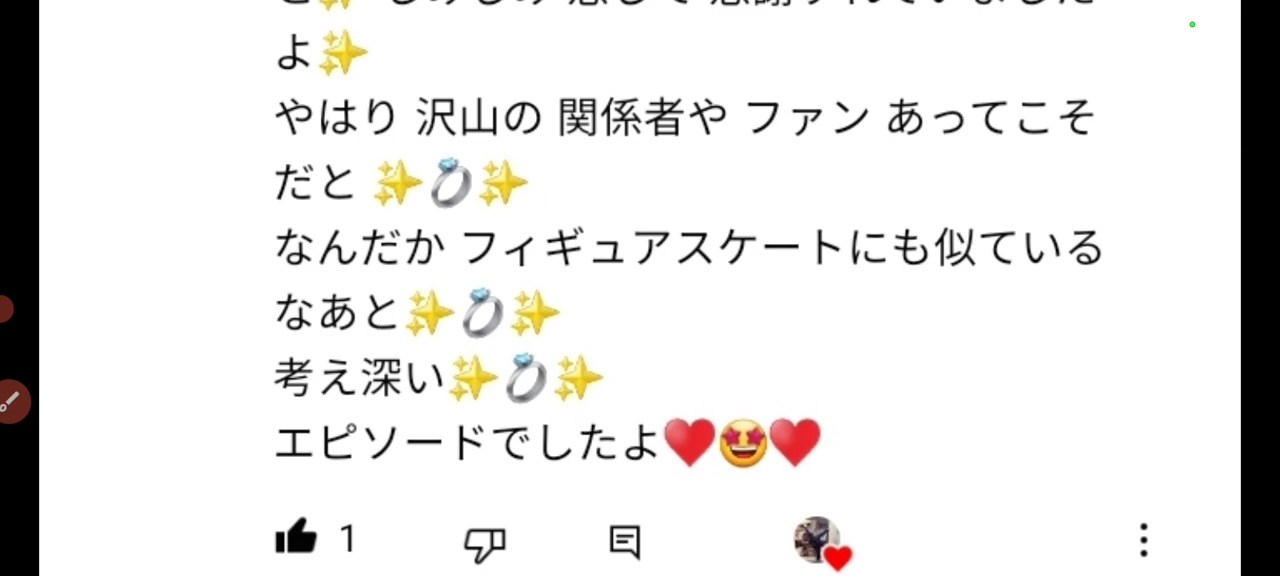 よ✨
やはり 沢山の 関係者や ファン あってこそ
だと ✨💍✨
なんだか フィギュアスケートにも似ている
なあと✨💍✨
考え深い✨💍✨
エピソードでしたよ♥️🤩♥️
1